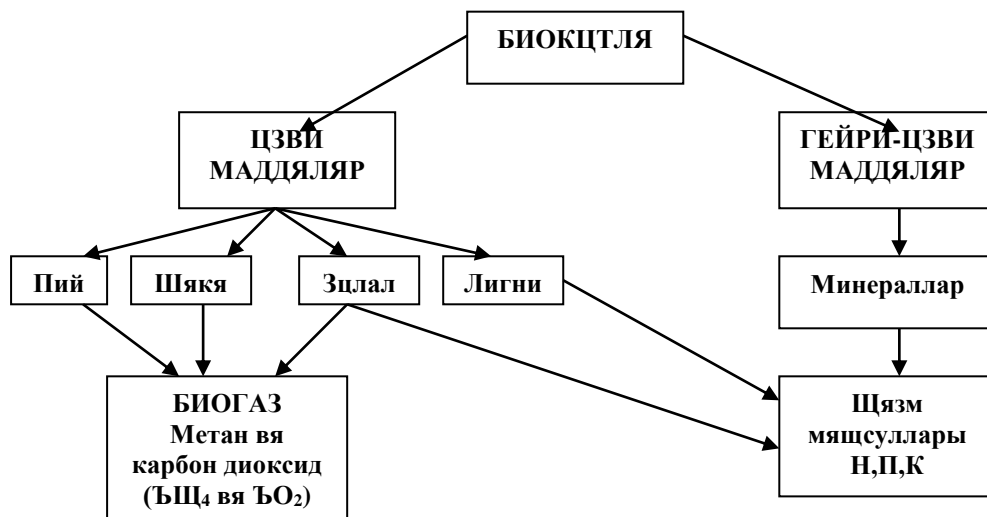 БИОКЦТЛЯ
ЦЗВИ
МАДДЯЛЯР
ГЕЙРИ-ЦЗВИ
МАДДЯЛЯР
Пий
Шякя
Зцлал
Лигни
Минераллар
БИОГАЗ
Метан вя
карбон диоксид
(ЪЩ₄ вя ЪО₂)
Щязм
мящсуллары
Н,П,К